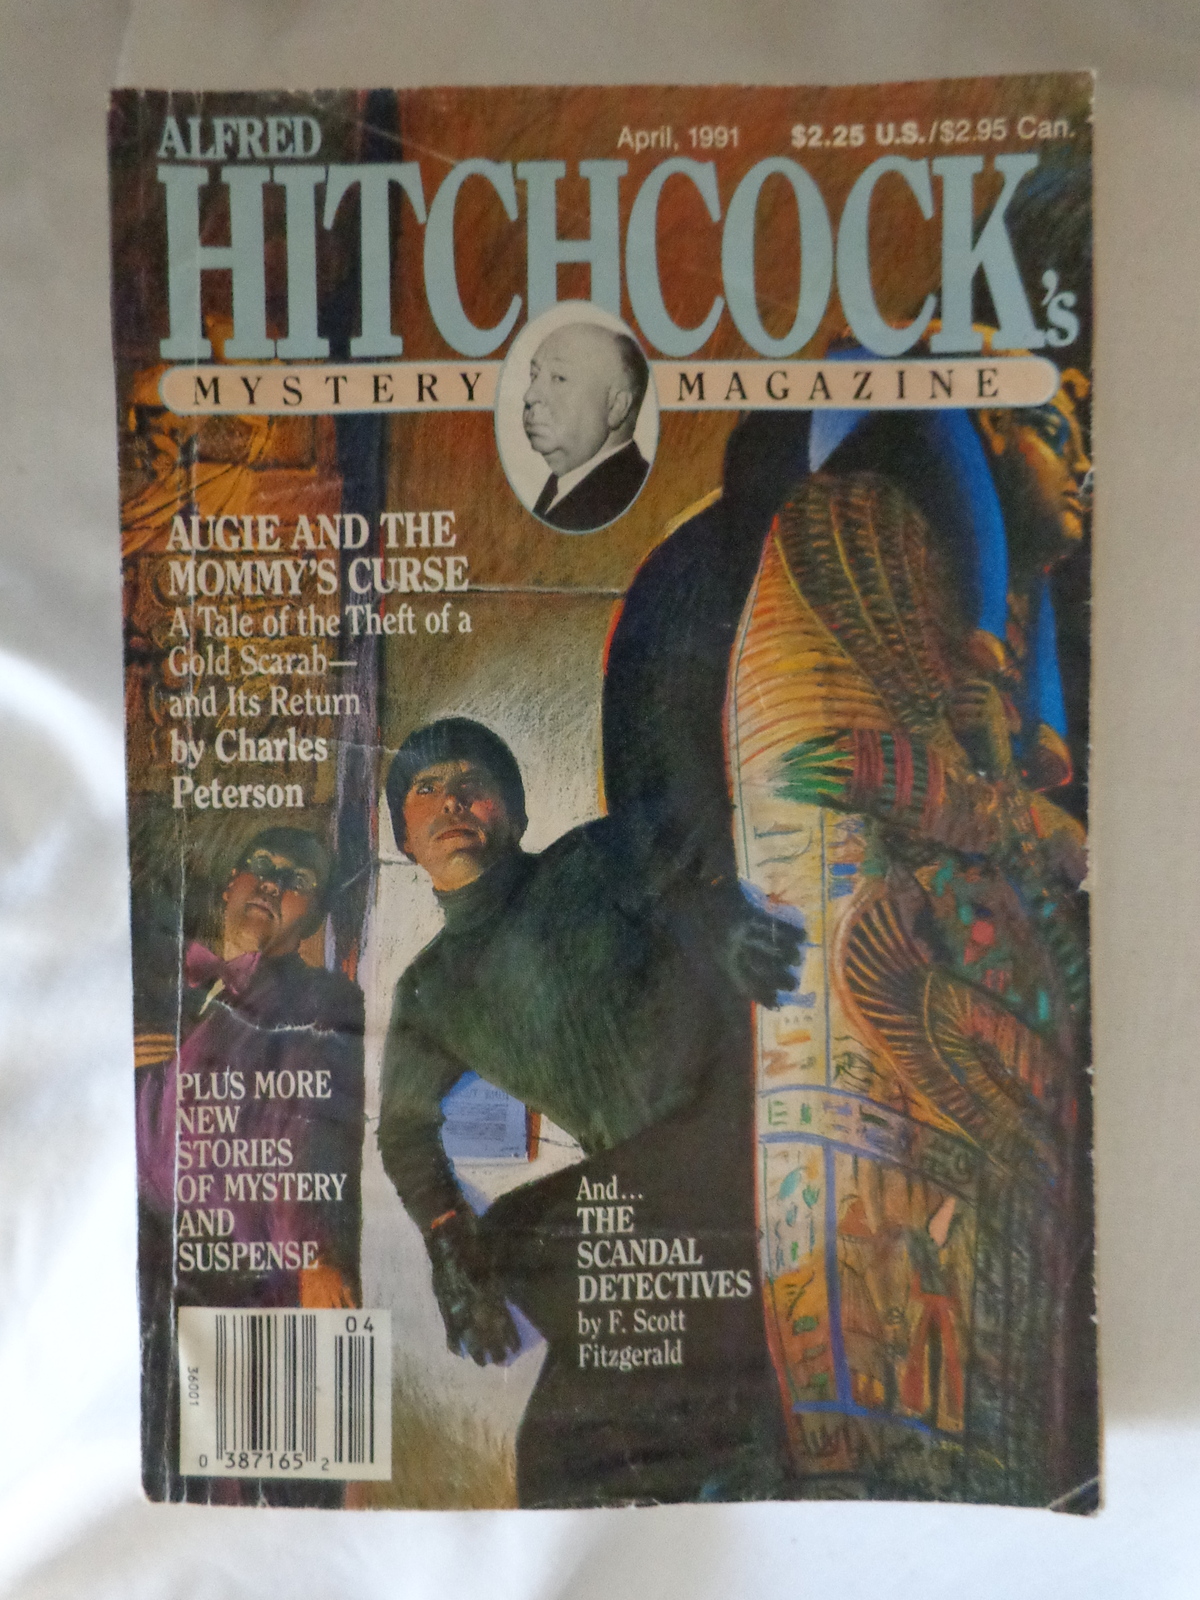 ALFRED
April, 1991 $2.25 U.S./$2.95 Can.
HITCHCOCK's
MYSTERY MAGAZINE
AUGIE AND THE
MOMMY'S CURSE
A Tale of the Theft of a
Gold Scarab—
and Its Return
by Charles
Peterson
PLUS MORE
NEW
STORIES
OF MYSTERY
AND
SUSPENSE
And...
THE
SCANDAL
DETECTIVES
by F. Scott
Fitzgerald
04
36001
0 387165 2